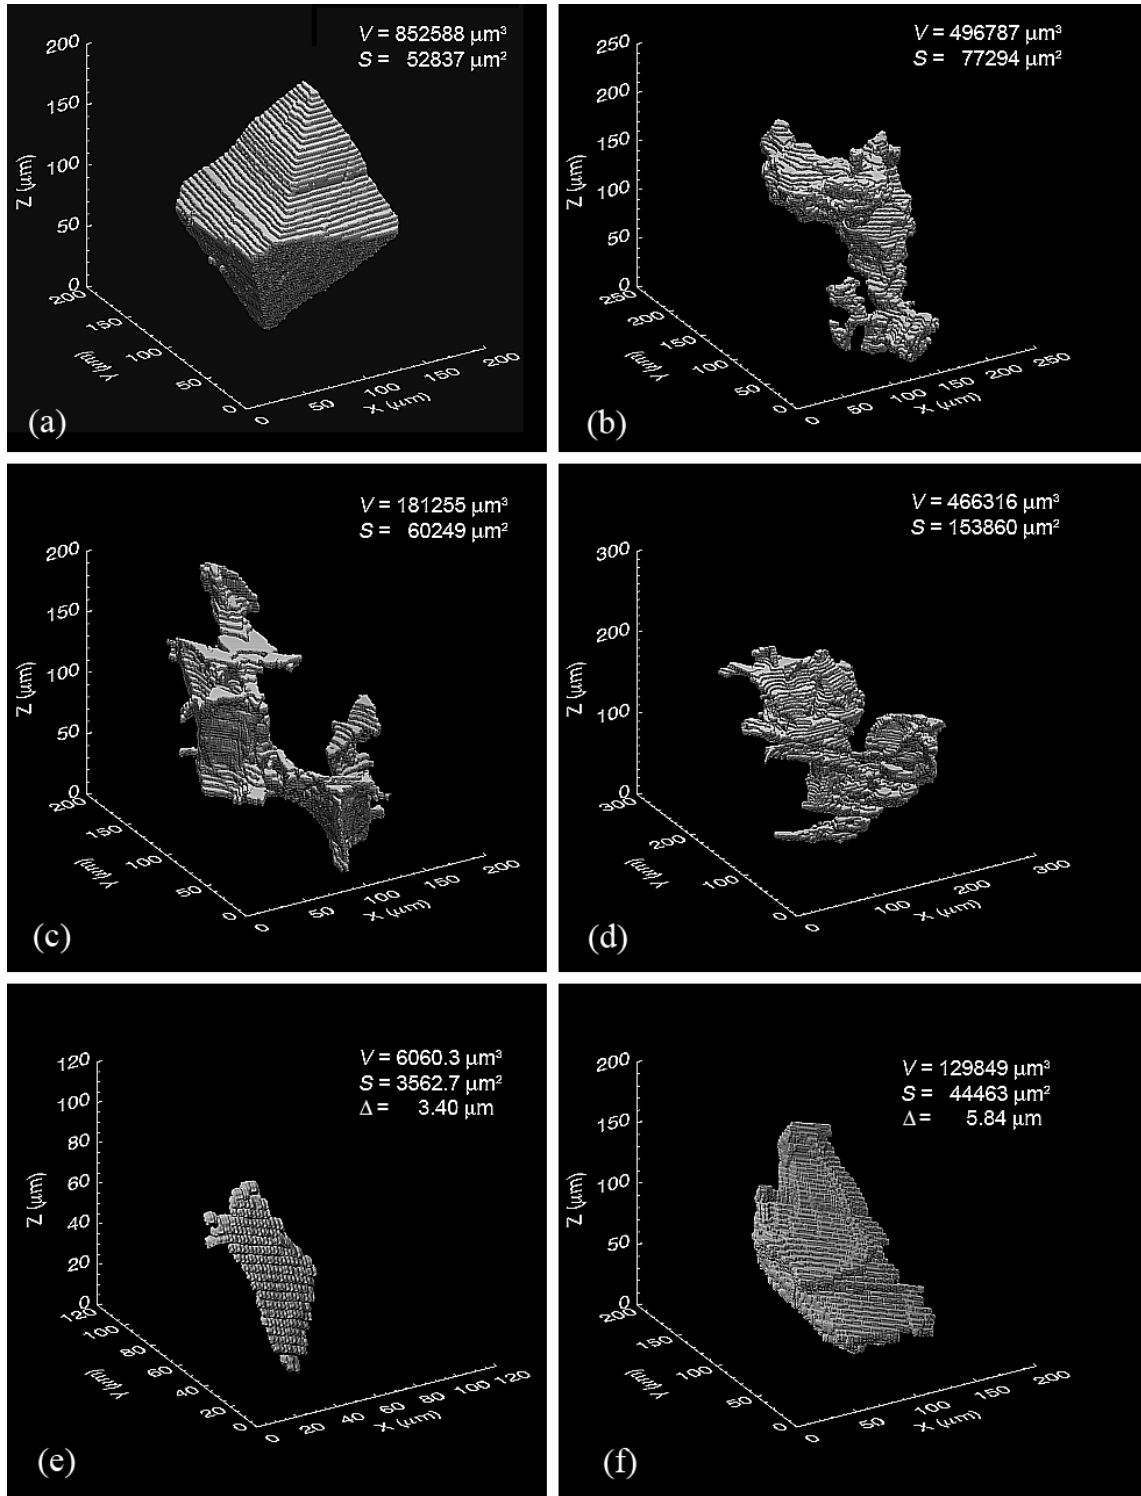 V = 852588 µm³
S = 52837 µm²
200
150
100
50
0
Z (µm)
200
150
100
50
0
Y (µm)
0
50
100
150
200
X (µm)
(a)
V = 496787 µm³
S = 77294 µm²
250
200
150
100
50
0
Z (µm)
250
200
150
100
50
0
Y (µm)
0
50
100
150
200
250
X (µm)
(b)
V = 181255 µm³
S = 60249 µm²
200
150
100
50
0
Z (µm)
200
150
100
50
0
Y (µm)
0
50
100
150
200
X (µm)
(c)
V = 466316 µm³
S = 153860 µm²
300
200
100
0
Z (µm)
300
200
100
0
Y (µm)
0
100
200
300
X (µm)
(d)
V = 6060.3 µm³
S = 3562.7 µm²
Δ = 3.40 µm
120
100
80
60
40
20
0
Z (µm)
120
100
80
60
40
20
0
Y (µm)
0
20
40
60
80
100
120
X (µm)
(e)
V = 129849 µm³
S = 44463 µm²
Δ = 5.84 µm
200
150
100
50
0
Z (µm)
200
150
100
50
0
Y (µm)
0
50
100
150
200
X (µm)
(f)